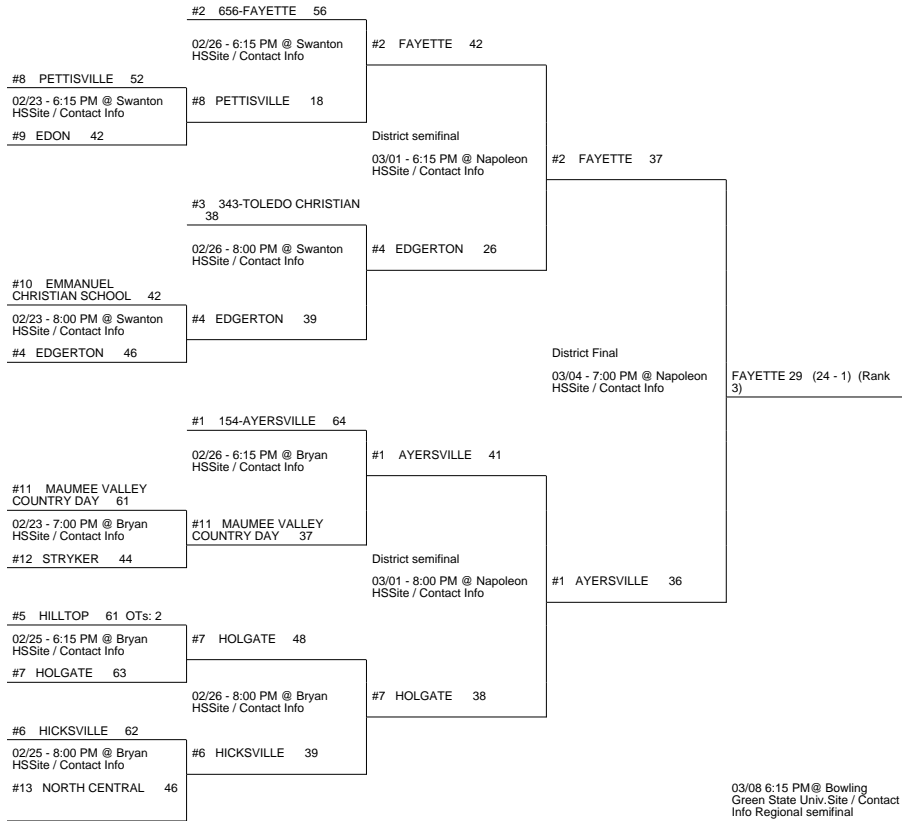 #2 656-FAYETTE 56
02/26 - 6:15 PM @ Swanton
HSSite / Contact Info
#2 FAYETTE 42
#8 PETTISVILLE 52
02/23 - 6:15 PM @ Swanton
HSSite / Contact Info
#8 PETTISVILLE 18
#9 EDON 42
District semifinal
03/01 - 6:15 PM @ Napoleon
HSSite / Contact Info
#2 FAYETTE 37
#3 343-TOLEDO CHRISTIAN
38
02/26 - 8:00 PM @ Swanton
HSSite / Contact Info
#4 EDGERTON 26
#10 EMMANUEL
CHRISTIAN SCHOOL 42
02/23 - 8:00 PM @ Swanton
HSSite / Contact Info
#4 EDGERTON 39
#4 EDGERTON 46
District Final
03/04 - 7:00 PM @ Napoleon
HSSite / Contact Info
FAYETTE 29 (24 - 1) (Rank
3)
#1 154-AYERSVILLE 64
02/26 - 6:15 PM @ Bryan
HSSite / Contact Info
#1 AYERSVILLE 41
#11 MAUMEE VALLEY
COUNTRY DAY 61
02/23 - 7:00 PM @ Bryan
HSSite / Contact Info
#11 MAUMEE VALLEY
COUNTRY DAY 37
#12 STRYKER 44
District semifinal
03/01 - 8:00 PM @ Napoleon
HSSite / Contact Info
#1 AYERSVILLE 36
#5 HILLTOP 61 OTs: 2
02/25 - 6:15 PM @ Bryan
HSSite / Contact Info
#7 HOLGATE 48
#7 HOLGATE 63
02/26 - 8:00 PM @ Bryan
HSSite / Contact Info
#7 HOLGATE 38
#6 HICKSVILLE 62
02/25 - 8:00 PM @ Bryan
HSSite / Contact Info
#6 HICKSVILLE 39
#13 NORTH CENTRAL 46
03/08 6:15 PM@ Bowling
Green State Univ.Site / Contact
Info Regional semifinal